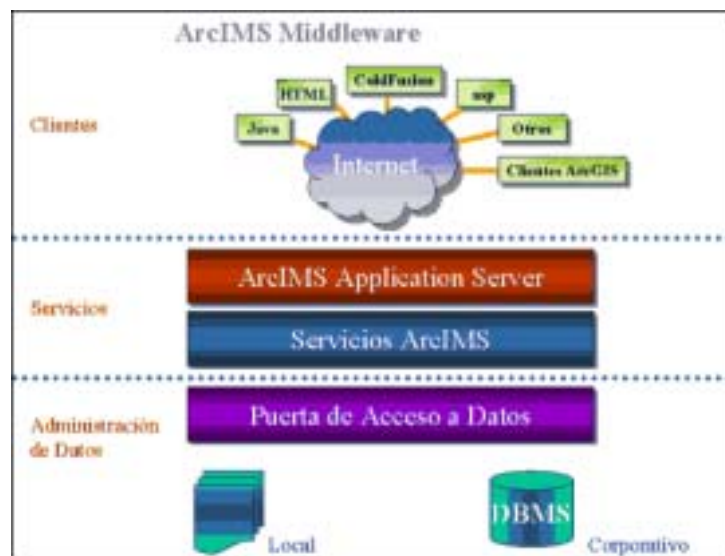 ArcIMS Middleware
ColdFusion
HTML
asp
Clientes
Java
Otros
Internet
Clientes ArcGIS
ArcIMS Application Server
Servicios
Servicios ArcIMS
Puerta de Acceso a Datos
Administración
de Datos
DBMS
Local
Corporativo